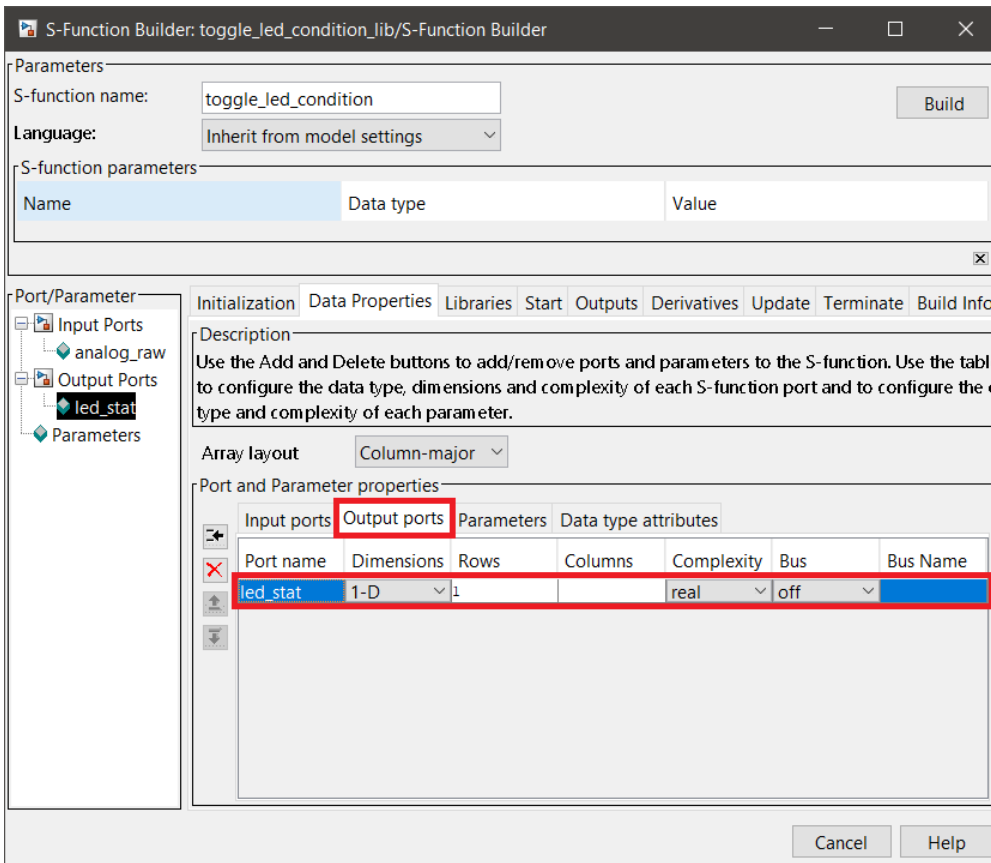 S-Function Builder: toggle_led_condition_lib/S-Function Builder
Parameters
S-function name: toggle_led_condition
Build
Language: Inherit from model settings
S-function parameters
Name Data type Value
Port/Parameter
Input Ports
analog_raw
Output Ports
led_stat
Parameters
Initialization Data Properties Libraries Start Outputs Derivatives Update Terminate Build Info
Description
Use the Add and Delete buttons to add/remove ports and parameters to the S-function. Use the tabl
to configure the data type, dimensions and complexity of each S-function port and to configure the
type and complexity of each parameter.
Array layout Column-major
Port and Parameter properties
Input ports Output ports Parameters Data type attributes
Port name Dimensions Rows Columns Complexity Bus Bus Name
led_stat 1-D 1 real off
Cancel Help